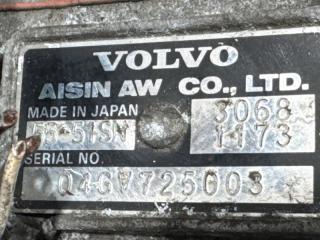 VOLVO
AISIN AW CO., LTD.
MADE IN JAPAN 3068
55-51SN 1173
SERIAL NO.
04GV725003